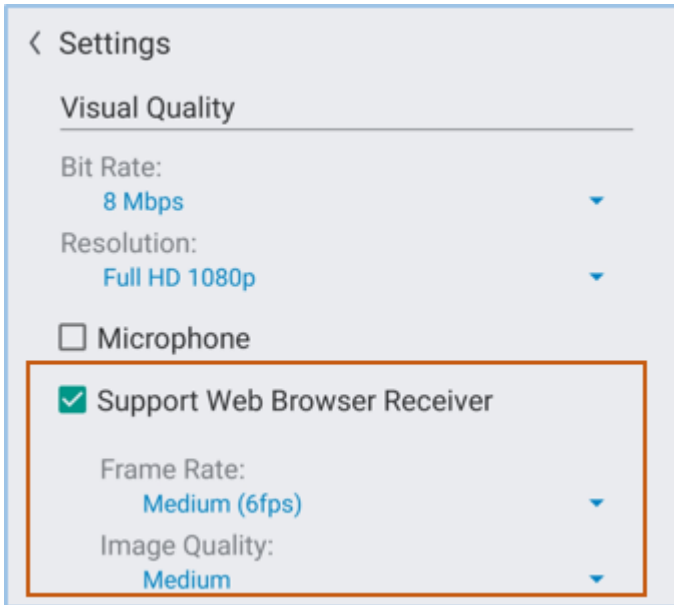 Settings
Visual Quality
Bit Rate:
8 Mbps
Resolution:
Full HD 1080p
Microphone
Support Web Browser Receiver
Frame Rate:
Medium (6fps)
Image Quality:
Medium